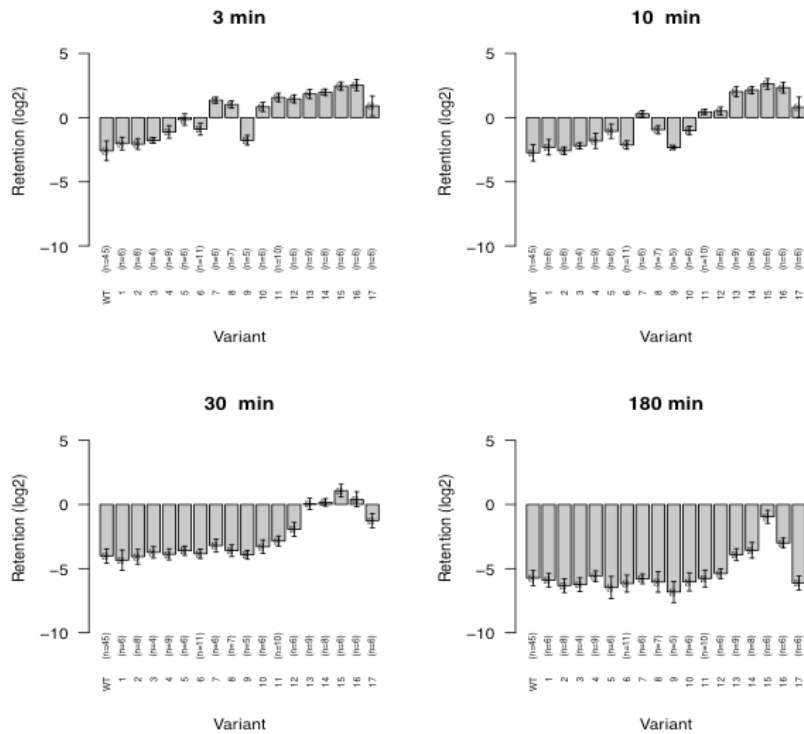 3 min
Retention (log2)
5
0
−5
−10
(n=45) (n=6) (n=8) (n=4) (n=9) (n=6) (n=11) (n=6) (n=7) (n=5) (n=6) (n=10) (n=6) (n=9) (n=8) (n=6) (n=6) (n=6)
WT 1 2 3 4 5 6 7 8 9 10 11 12 13 14 15 16 17
Variant
10 min
Retention (log2)
5
0
−5
−10
(n=45) (n=6) (n=8) (n=4) (n=9) (n=6) (n=11) (n=6) (n=7) (n=5) (n=6) (n=10) (n=6) (n=9) (n=8) (n=6) (n=6) (n=6)
WT 1 2 3 4 5 6 7 8 9 10 11 12 13 14 15 16 17
Variant
30 min
Retention (log2)
5
0
−5
−10
(n=45) (n=6) (n=8) (n=4) (n=9) (n=6) (n=11) (n=6) (n=7) (n=5) (n=6) (n=10) (n=6) (n=9) (n=8) (n=6) (n=6) (n=6)
WT 1 2 3 4 5 6 7 8 9 10 11 12 13 14 15 16 17
Variant
180 min
Retention (log2)
5
0
−5
−10
(n=45) (n=6) (n=8) (n=4) (n=9) (n=6) (n=11) (n=6) (n=7) (n=5) (n=6) (n=10) (n=6) (n=9) (n=8) (n=6) (n=6) (n=6)
WT 1 2 3 4 5 6 7 8 9 10 11 12 13 14 15 16 17
Variant